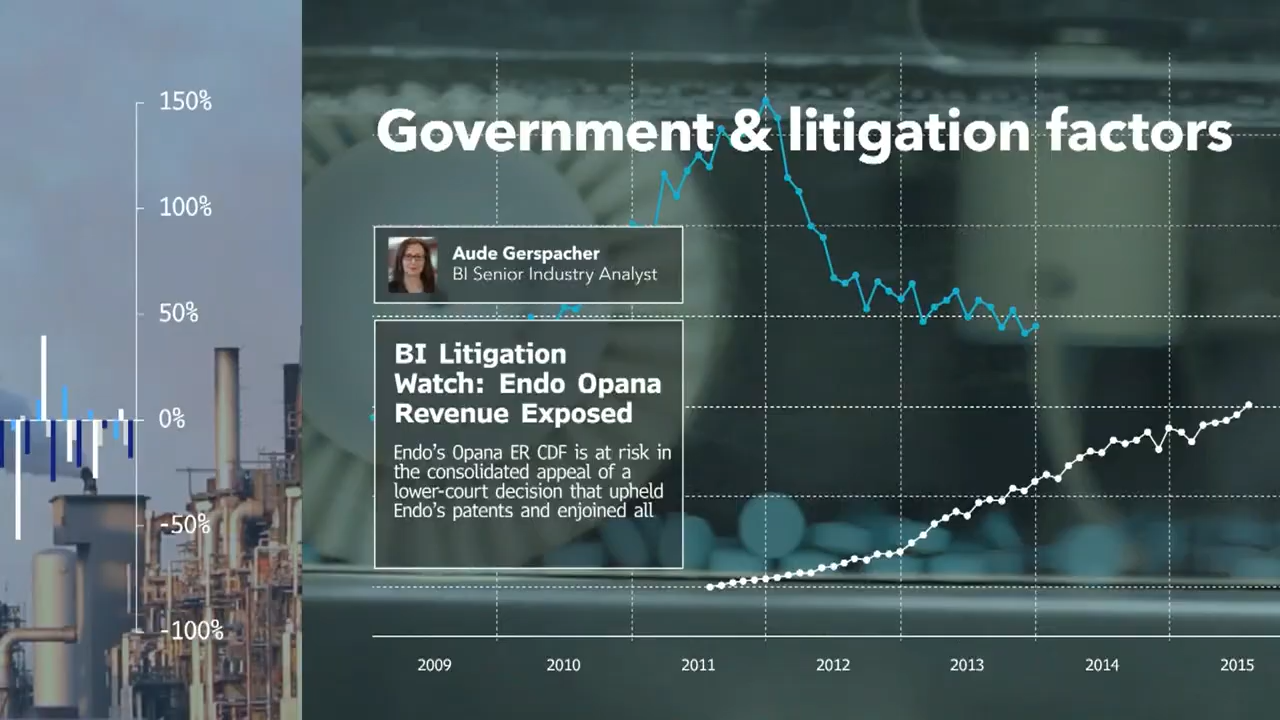 150%
100%
50%
0%
-50%
-100%
Government & litigation factors
Aude Gerspacher
BI Senior Industry Analyst
BI Litigation
Watch: Endo Opana
Revenue Exposed
Endo's Opana ER CDF is at risk in
the consolidated appeal of a
lower-court decision that upheld
Endo's patents and enjoined all
2009
2010
2011
2012
2013
2014
2015